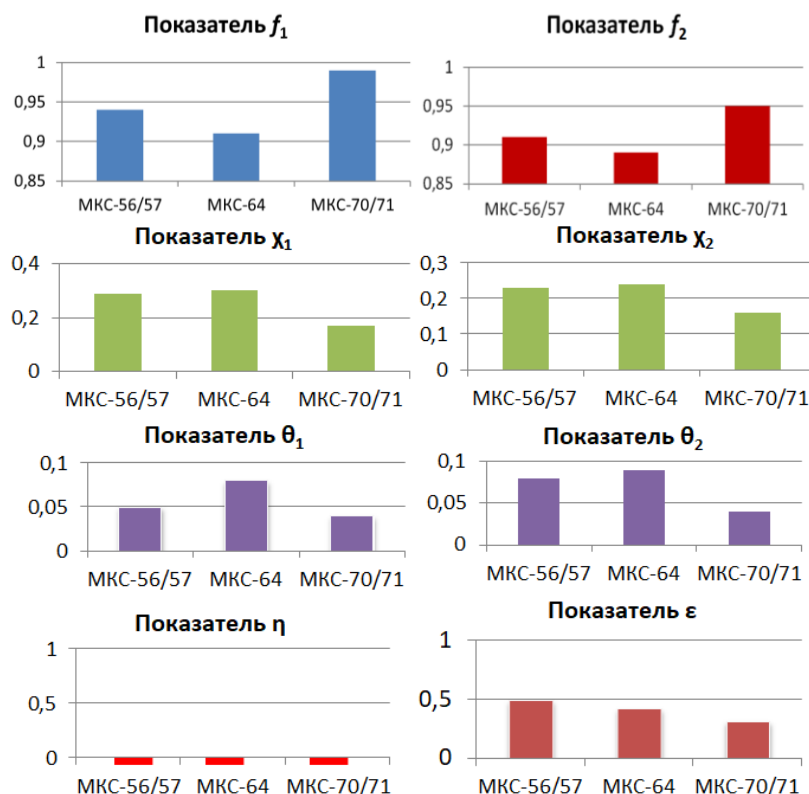 Показатель f₁
1
0,95
0,9
0,85
МКС-56/57 МКС-64 МКС-70/71
Показатель f₂
1
0,95
0,9
0,85
МКС-56/57 МКС-64 МКС-70/71
Показатель χ₁
0,4
0,2
0
МКС-56/57 МКС-64 МКС-70/71
Показатель χ₂
0,3
0,2
0,1
0
МКС-56/57 МКС-64 МКС-70/71
Показатель θ₁
0,1
0,05
0
МКС-56/57 МКС-64 МКС-70/71
Показатель θ₂
0,1
0,05
0
МКС-56/57 МКС-64 МКС-70/71
Показатель η
1
0,5
0
МКС-56/57 МКС-64 МКС-70/71
Показатель ε
1
0,5
0
МКС-56/57 МКС-64 МКС-70/71